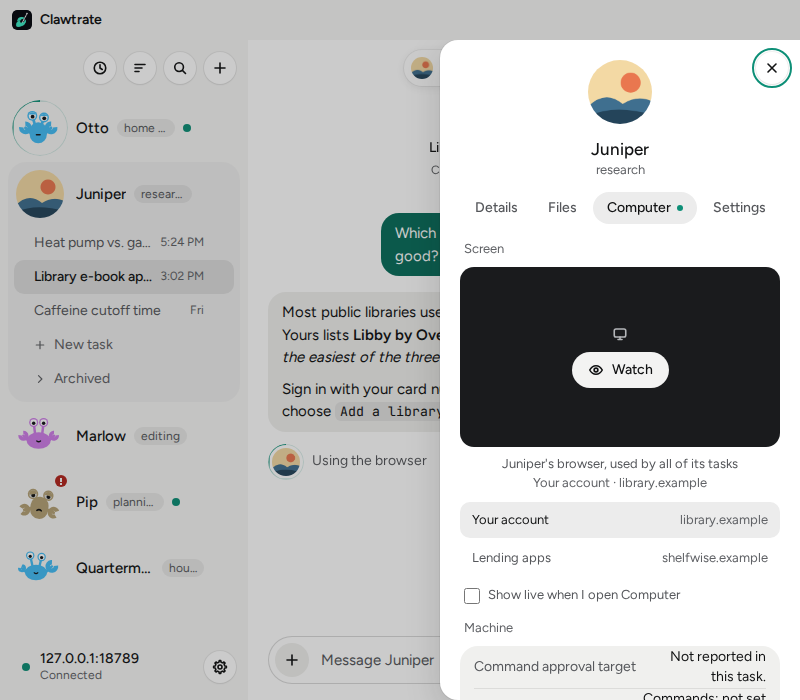 Clawtrate
Otto home ...
Juniper resear...
Heat pump vs. ga... 5:24 PM
Library e-book ap... 3:02 PM
Caffeine cutoff time Fri
New task
Archived
Marlow editing
Pip planni...
Quarterm... hou...
127.0.0.1:18789
Connected
Li
C
Which
good?
Most public libraries use
Yours lists Libby by Ove
the easiest of the three
Sign in with your card n
choose Add a library
Using the browser
Message Juniper
Juniper
research
Details Files Computer Settings
Screen
Watch
Juniper's browser, used by all of its tasks
Your account · library.example
Your account library.example
Lending apps shelfwise.example
Show live when I open Computer
Machine
Command approval target Not reported in
this task.
Commands: not set